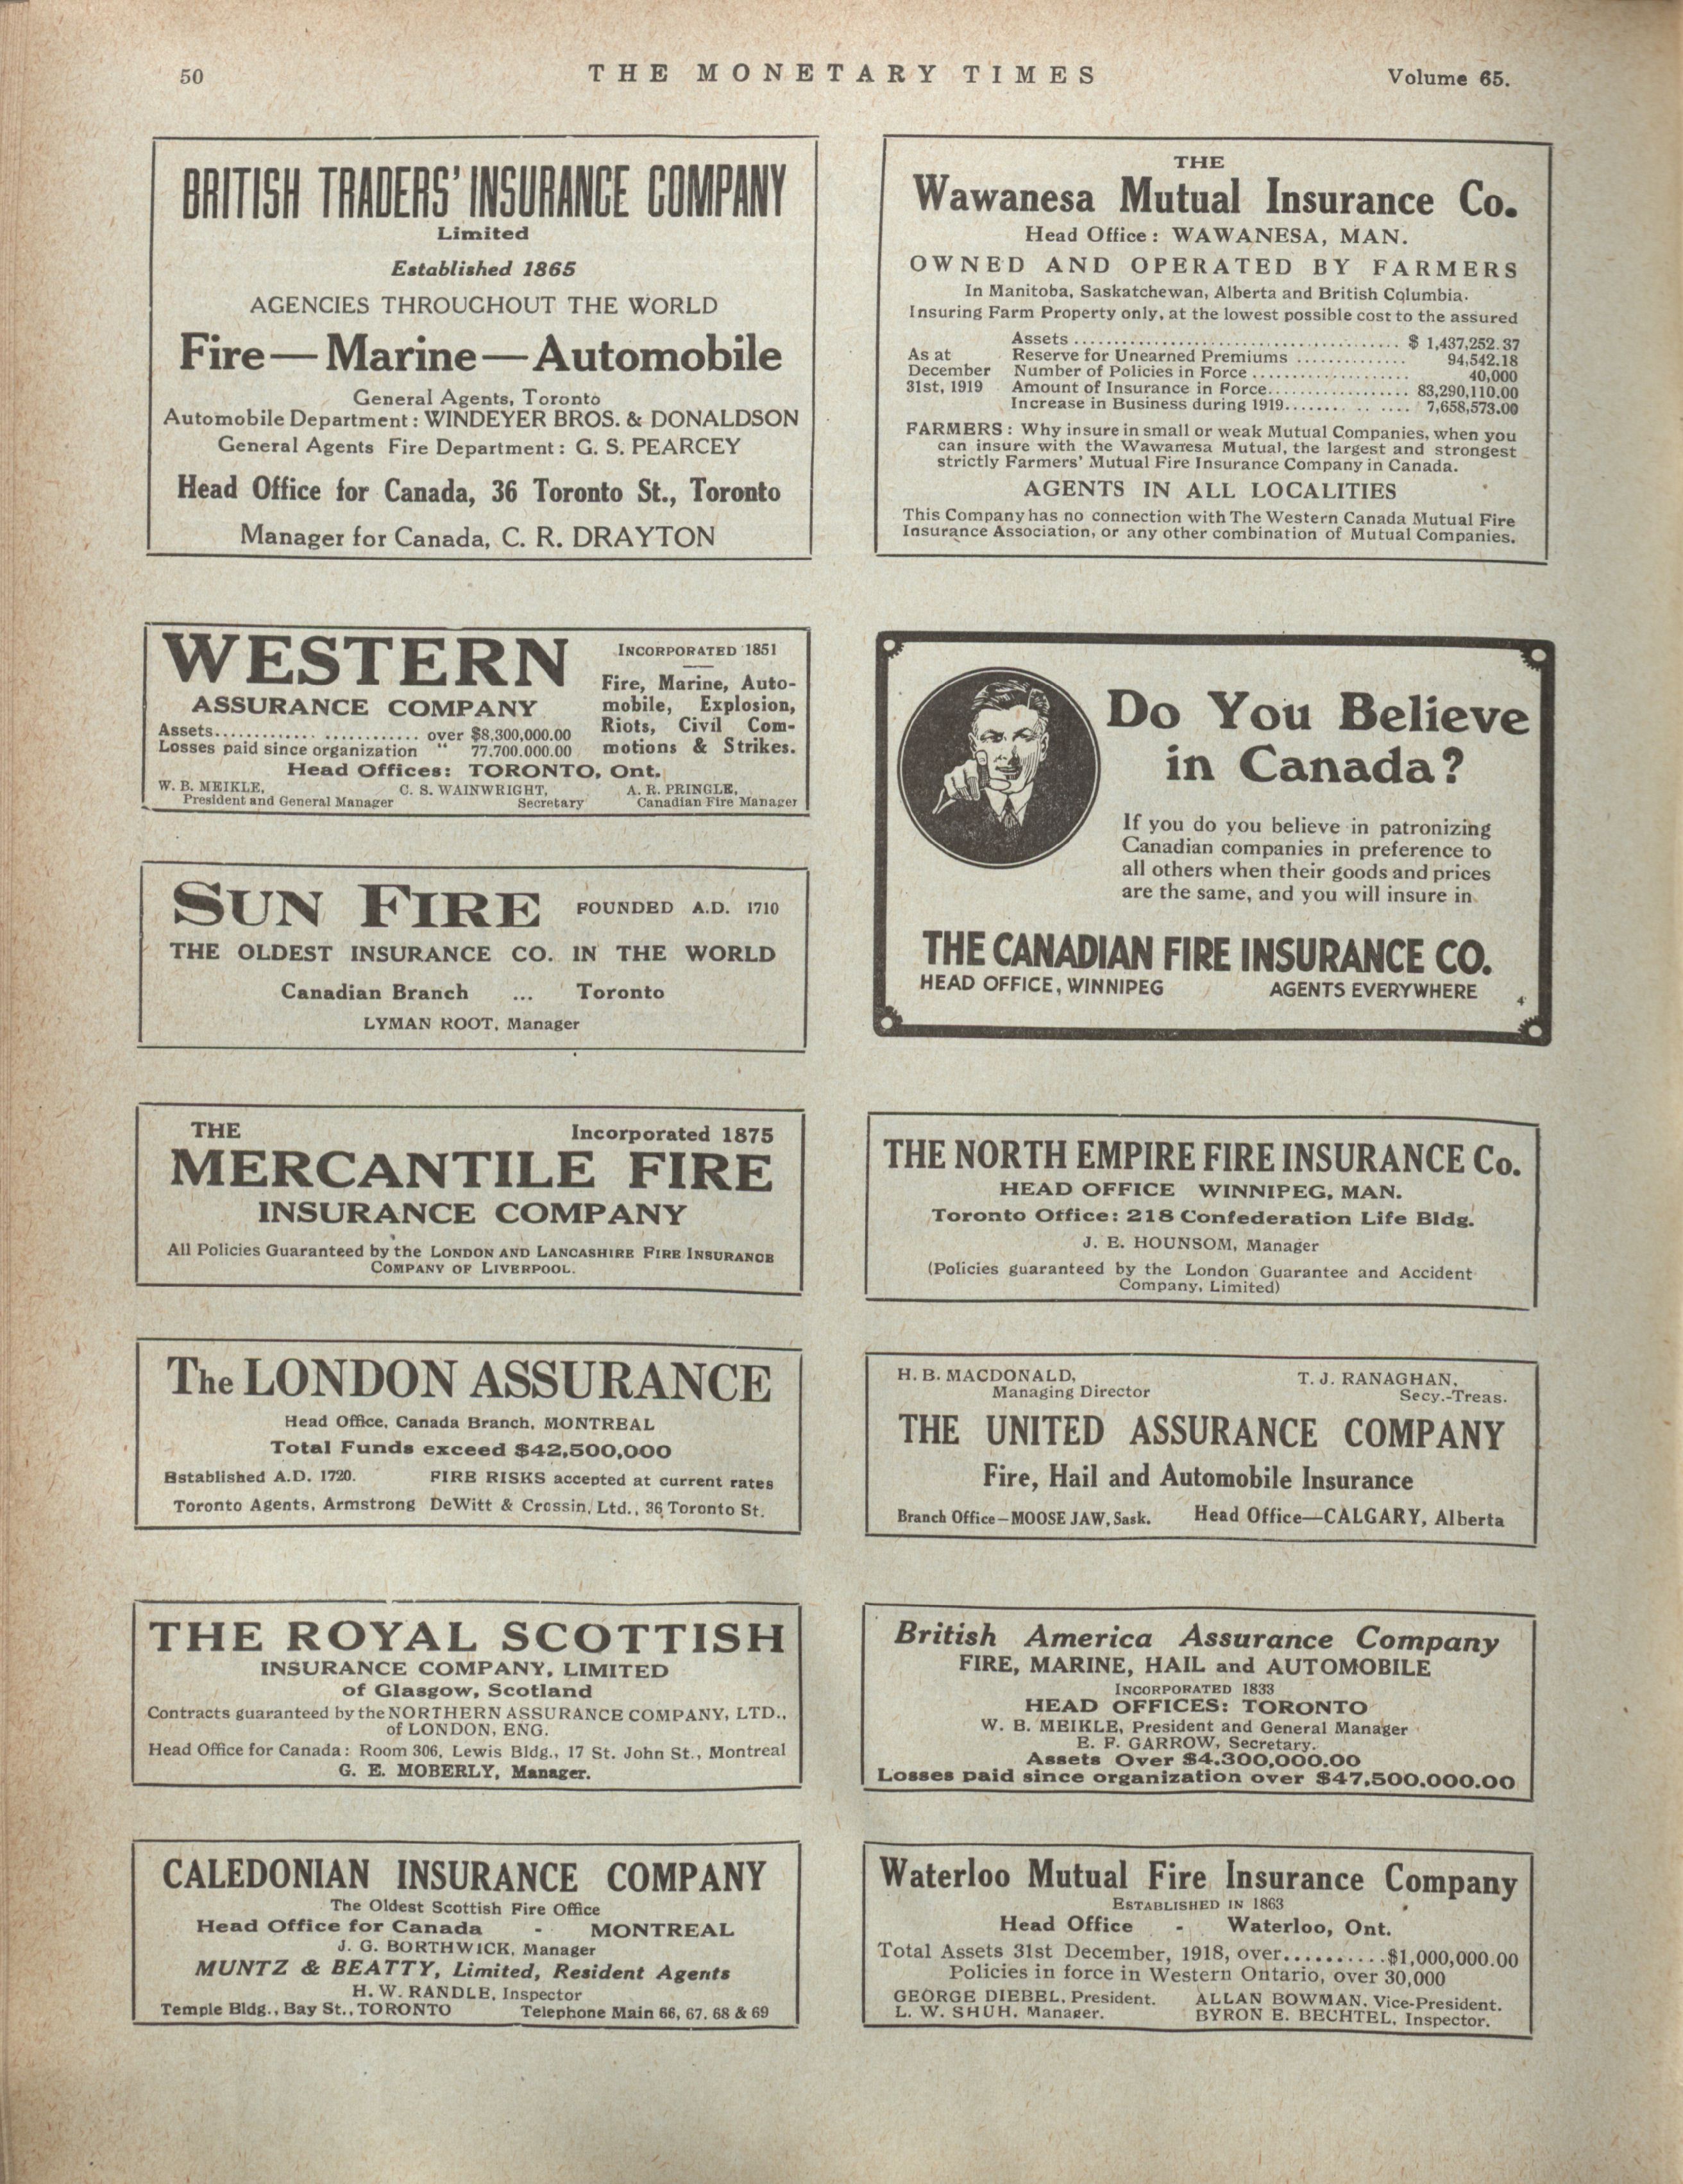 50
THE MONETARY TIMES
Volume 65.
BRITISH TRADERS' INSURANCE COMPANY
Limited
Established 1865
AGENCIES THROUGHOUT THE WORLD
Fire—Marine—Automobile
General Agents, Toronto
Automobile Department: WINDEYER BROS. & DONALDSON
General Agents Fire Department: G. S. PEARCEY
Head Office for Canada, 36 Toronto St., Toronto
Manager for Canada, C. R. DRAYTON
THE
Wawanesa Mutual Insurance Co.
Head Office: WAWANESA, MAN.
OWNED AND OPERATED BY FARMERS
In Manitoba, Saskatchewan, Alberta and British Columbia.
Insuring Farm Property only, at the lowest possible cost to the assured
As at December 31st, 1919
Assets ........ $ 1,437,252.37
Reserve for Unearned Premiums ........ 94,542.18
Number of Policies in Force ........ 40,000
Amount of Insurance in Force ........ 83,290,110.00
Increase in Business during 1919 ........ 7,658,573.00
FARMERS: Why insure in small or weak Mutual Companies, when you
can insure with the Wawanesa Mutual, the largest and strongest
strictly Farmers' Mutual Fire Insurance Company in Canada.
AGENTS IN ALL LOCALITIES
This Company has no connection with The Western Canada Mutual Fire
Insurance Association, or any other combination of Mutual Companies.
WESTERN
ASSURANCE COMPANY
INCORPORATED 1851
Fire, Marine, Auto-
mobile, Explosion,
Riots, Civil Com-
motions & Strikes.
Assets........ over $8,300,000.00
Losses paid since organization " 77,700,000.00
Head Offices: TORONTO, Ont.
W. B. MEIKLE, C. S. WAINWRIGHT, A. R. PRINGLE,
President and General Manager Secretary Canadian Fire Manager
Do You Believe
in Canada?
If you do you believe in patronizing
Canadian companies in preference to
all others when their goods and prices
are the same, and you will insure in
THE CANADIAN FIRE INSURANCE CO.
HEAD OFFICE, WINNIPEG AGENTS EVERYWHERE
4
SUN FIRE FOUNDED A.D. 1710
THE OLDEST INSURANCE CO. IN THE WORLD
Canadian Branch ... Toronto
LYMAN ROOT, Manager
THE Incorporated 1875
MERCANTILE FIRE
INSURANCE COMPANY
All Policies Guaranteed by the LONDON AND LANCASHIRE FIRE INSURANCE
COMPANY OF LIVERPOOL.
THE NORTH EMPIRE FIRE INSURANCE Co.
HEAD OFFICE WINNIPEG, MAN.
Toronto Office: 218 Confederation Life Bldg.
J. E. HOUNSOM, Manager
(Policies guaranteed by the London Guarantee and Accident
Company, Limited)
The LONDON ASSURANCE
Head Office, Canada Branch, MONTREAL
Total Funds exceed $42,500,000
Established A.D. 1720. FIRE RISKS accepted at current rates
Toronto Agents, Armstrong DeWitt & Crossin, Ltd., 36 Toronto St.
H. B. MACDONALD, T. J. RANAGHAN,
Managing Director Secy.-Treas.
THE UNITED ASSURANCE COMPANY
Fire, Hail and Automobile Insurance
Branch Office—MOOSE JAW, Sask. Head Office—CALGARY, Alberta
THE ROYAL SCOTTISH
INSURANCE COMPANY, LIMITED
of Glasgow, Scotland
Contracts guaranteed by the NORTHERN ASSURANCE COMPANY, LTD.,
of LONDON, ENG.
Head Office for Canada: Room 306, Lewis Bldg., 17 St. John St., Montreal
G. E. MOBERLY, Manager.
British America Assurance Company
FIRE, MARINE, HAIL and AUTOMOBILE
INCORPORATED 1833
HEAD OFFICES: TORONTO
W. B. MEIKLE, President and General Manager
E. F. GARROW, Secretary.
Assets Over $4,300,000.00
Losses paid since organization over $47,500,000.00
CALEDONIAN INSURANCE COMPANY
The Oldest Scottish Fire Office
Head Office for Canada - MONTREAL
J. G. BORTHWICK, Manager
MUNTZ & BEATTY, Limited, Resident Agents
H. W. RANDLE, Inspector
Temple Bldg., Bay St., TORONTO Telephone Main 66, 67, 68 & 69
Waterloo Mutual Fire Insurance Company
ESTABLISHED IN 1863
Head Office - Waterloo, Ont.
Total Assets 31st December, 1918, over..........$1,000,000.00
Policies in force in Western Ontario, over 30,000
GEORGE DIEBEL, President. ALLAN BOWMAN, Vice-President.
L. W. SHUH, Manager. BYRON E. BECHTEL, Inspector.